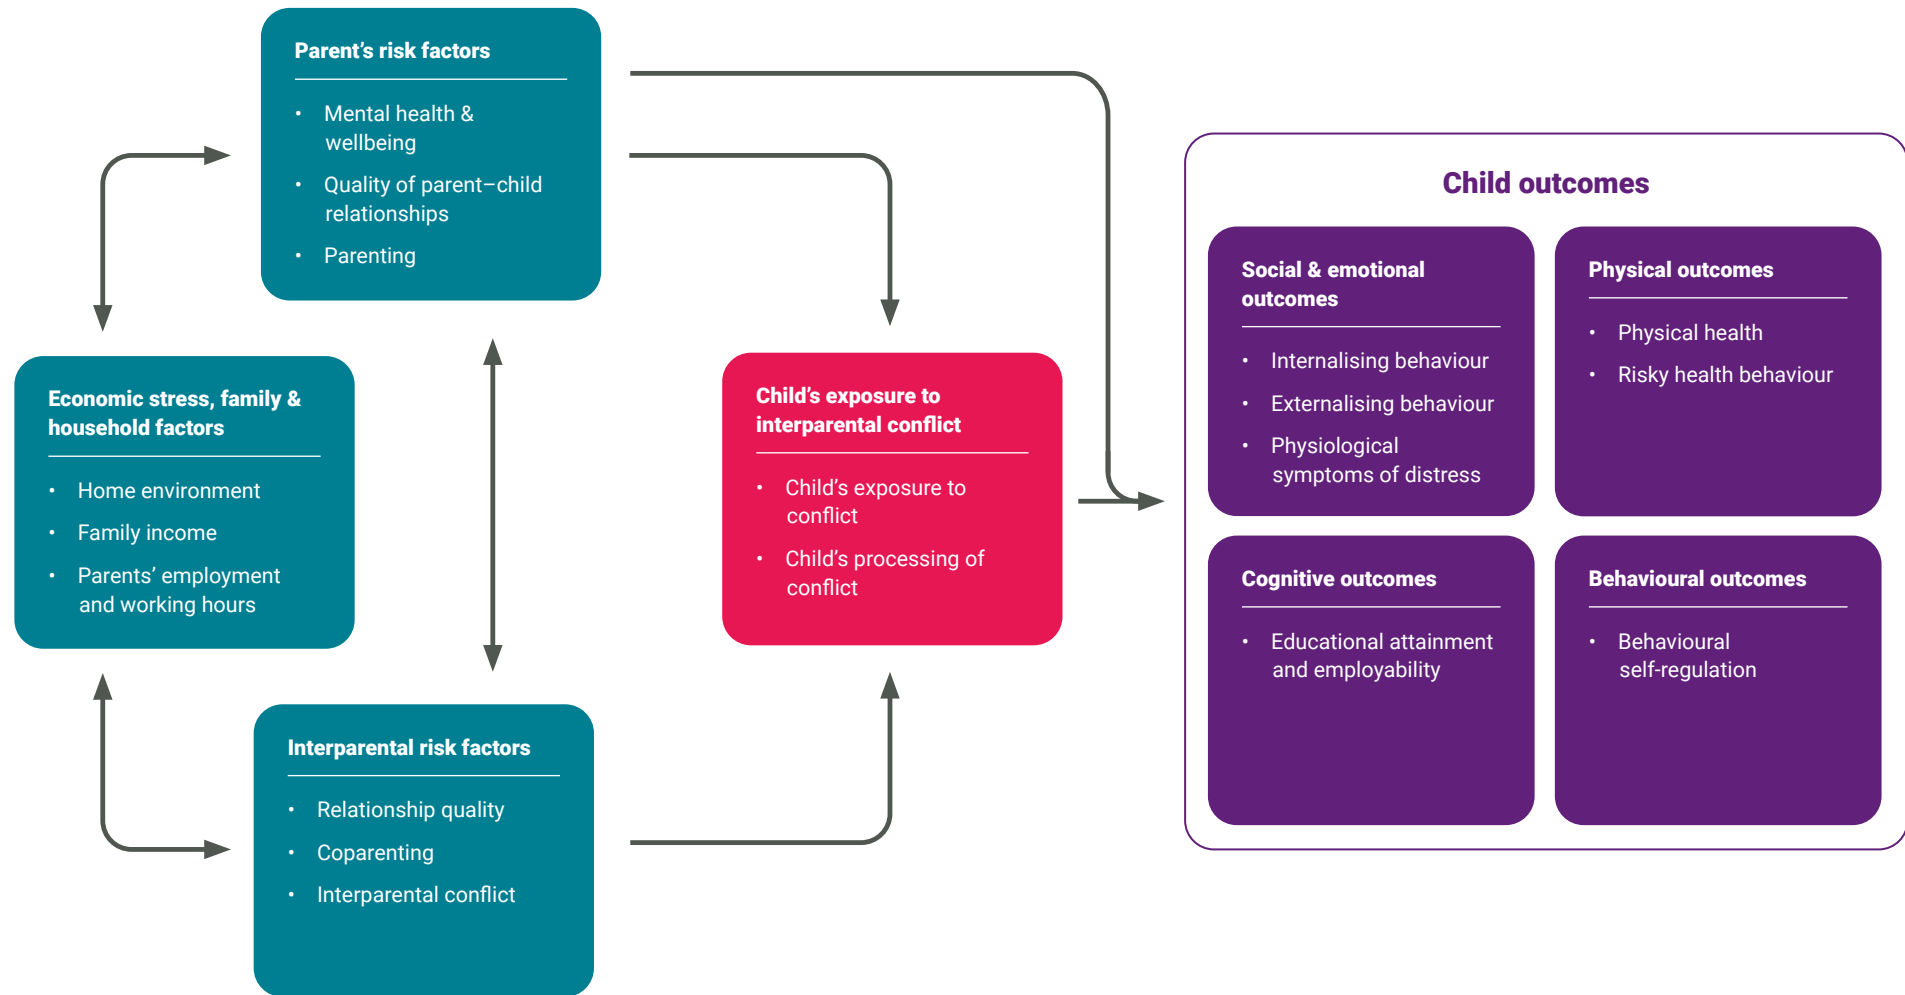 Parent's risk factors
• Mental health &
wellbeing
• Quality of parent–child
relationships
• Parenting
Economic stress, family &
household factors
• Home environment
• Family income
• Parents' employment
and working hours
Interparental risk factors
• Relationship quality
• Coparenting
• Interparental conflict
Child's exposure to
interparental conflict
• Child's exposure to
conflict
• Child's processing of
conflict
Child outcomes
Social & emotional
outcomes
• Internalising behaviour
• Externalising behaviour
• Physiological
symptoms of distress
Physical outcomes
• Physical health
• Risky health behaviour
Cognitive outcomes
• Educational attainment
and employability
Behavioural outcomes
• Behavioural
self-regulation